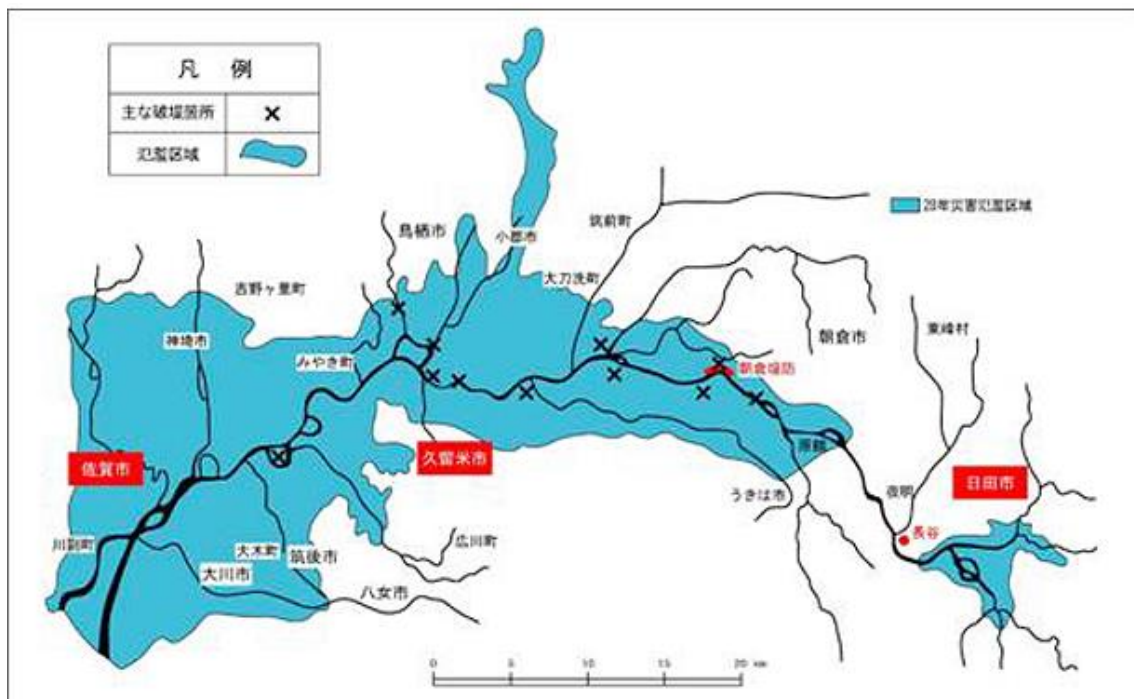 凡 例
主な破堤箇所
氾濫区域
28年災害氾濫区域
鳥栖市
小郡市
筑前町
大刀洗町
吉野ヶ里町
神埼市
みやき町
朝倉市
東峰村
朝倉堤防
佐賀市
久留米市
原鶴
うきは市
夜明
日田市
長谷
川副町
大木町
筑後市
広川町
大川市
八女市
0 5 10 15 20 km